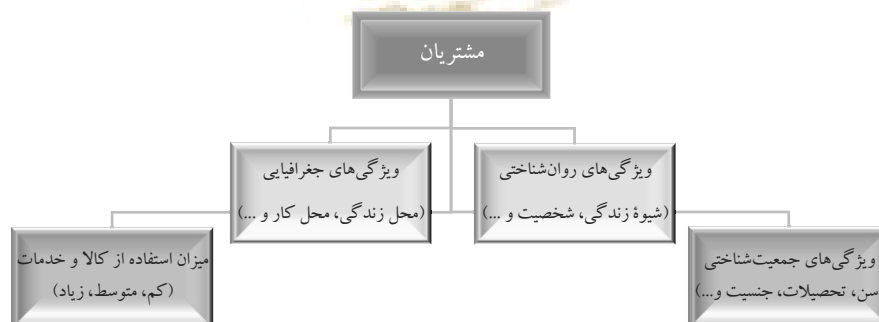 مشتریان
ویژگی‌های روان‌شناختی
(شیوهٔ زندگی، شخصیت و ...)
ویژگی‌های جغرافیایی
(محل زندگی، محل کار و ...)
ویژگی‌های جمعیت‌شناختی
سن، تحصیلات، جنسیت و...)
میزان استفاده از کالا و خدمات
(کم، متوسط، زیاد)